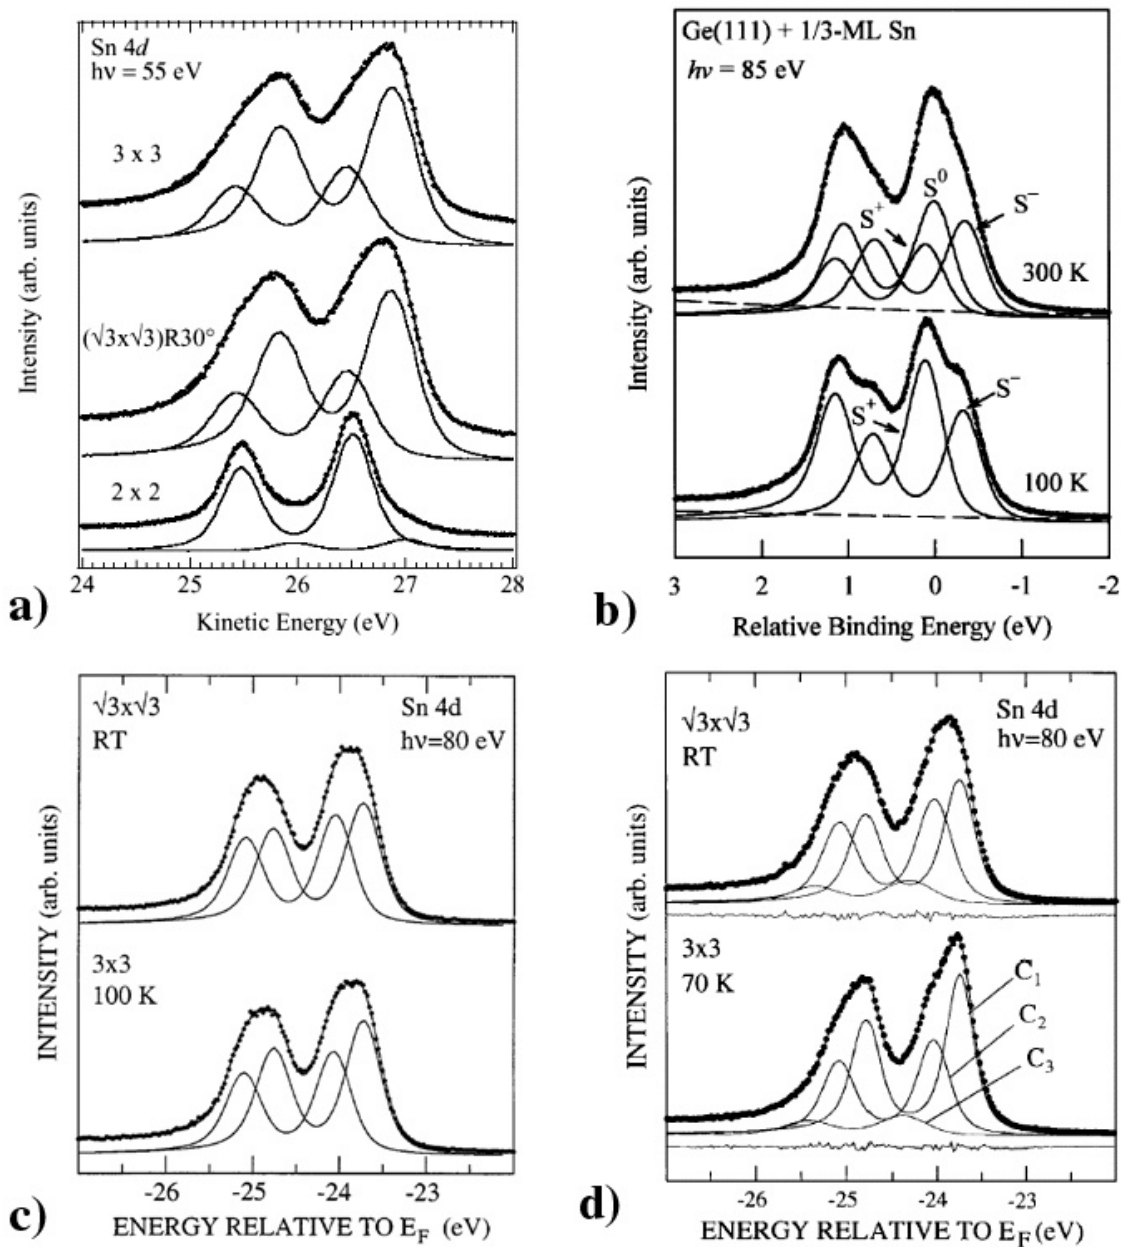 Sn 4d
hν = 55 eV
3 x 3
(√3x√3)R30°
2 x 2
Intensity (arb. units)
24 25 26 27 28
Kinetic Energy (eV)
a)
Ge(111) + 1/3-ML Sn
hν = 85 eV
S⁺
S⁰
S⁻
300 K
S⁺
S⁻
100 K
Intensity (arb. units)
3 2 1 0 -1 -2
Relative Binding Energy (eV)
b)
√3x√3
RT
Sn 4d
hν=80 eV
3x3
100 K
INTENSITY (arb. units)
-26 -25 -24 -23
ENERGY RELATIVE TO E_F (eV)
c)
√3x√3
RT
Sn 4d
hν=80 eV
3x3
70 K
C₁
C₂
C₃
INTENSITY (arb. units)
-26 -25 -24 -23
ENERGY RELATIVE TO E_F (eV)
d)